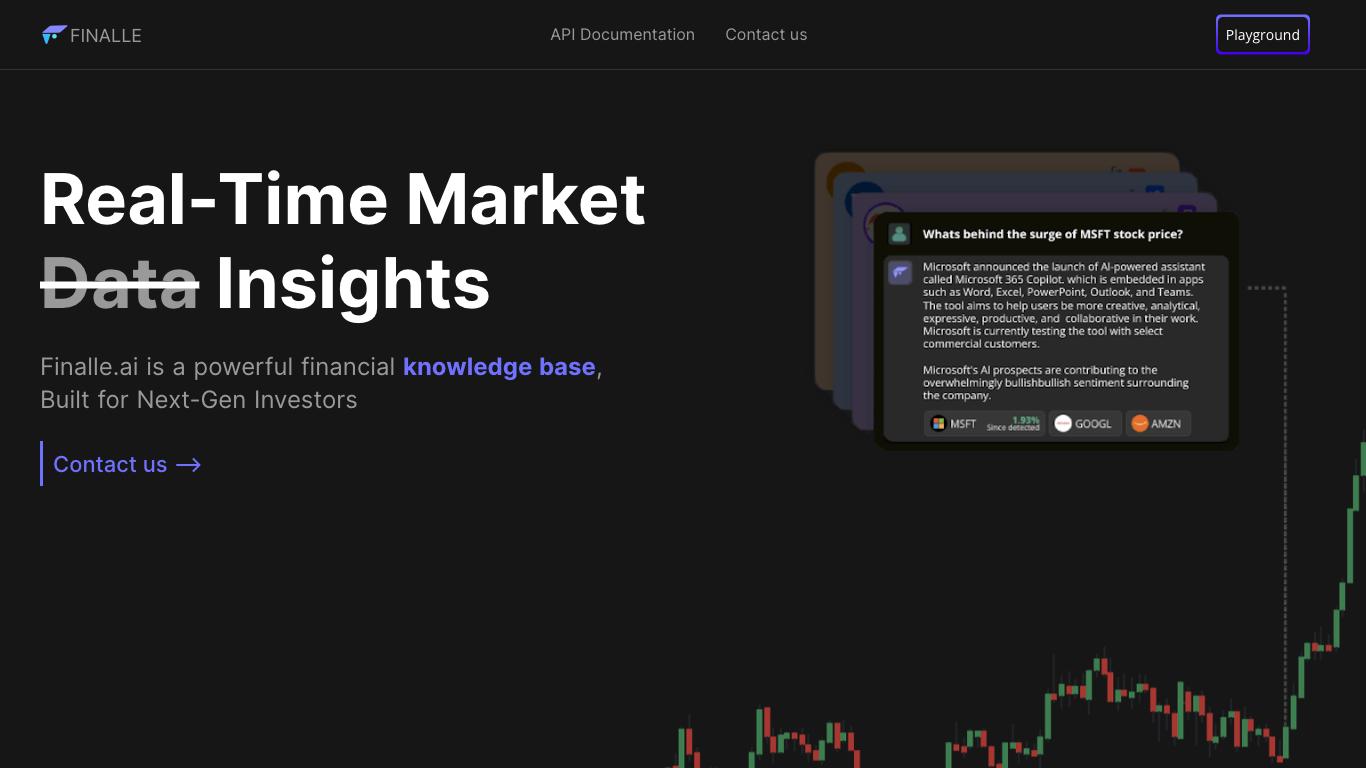 FINALLE
API Documentation
Contact us
Playground
Real-Time Market
Data Insights
Finalle.ai is a powerful financial knowledge base,
Built for Next-Gen Investors
Contact us
Whats behind the surge of MSFT stock price?
Microsoft announced the launch of AI-powered assistant
called Microsoft 365 Copilot. which is embedded in apps
such as Word, Excel, PowerPoint, Outlook, and Teams.
The tool aims to help users be more creative, analytical,
expressive, productive, and collaborative in their work.
Microsoft is currently testing the tool with select
commercial customers.
Microsoft's AI prospects are contributing to the
overwhelmingly bullishbullish sentiment surrounding
the company.
MSFT
1.93%
Since detected
GOOGL
AMZN